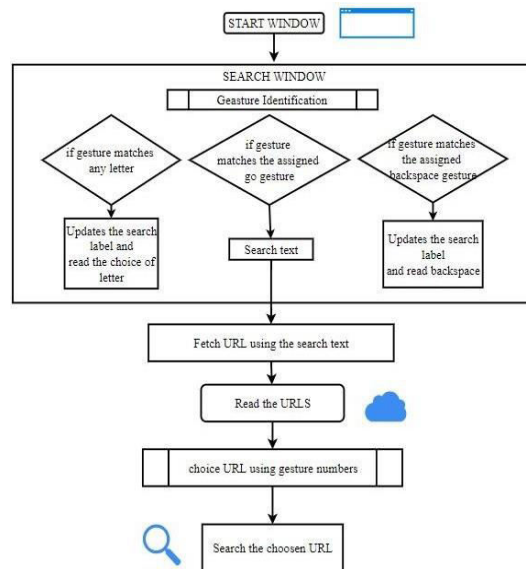 START WINDOW
SEARCH WINDOW
Geasture Identification
if gesture matches
any letter
if gesture
matches the assigned
go gesture
if gesture matches
the assigned
backspace gesture
Updates the search
label and
read the choice of
letter
Search text
Updates the search
label
and read backspace
Fetch URL using the search text
Read the URLS
choice URL using gesture numbers
Search the choosen URL